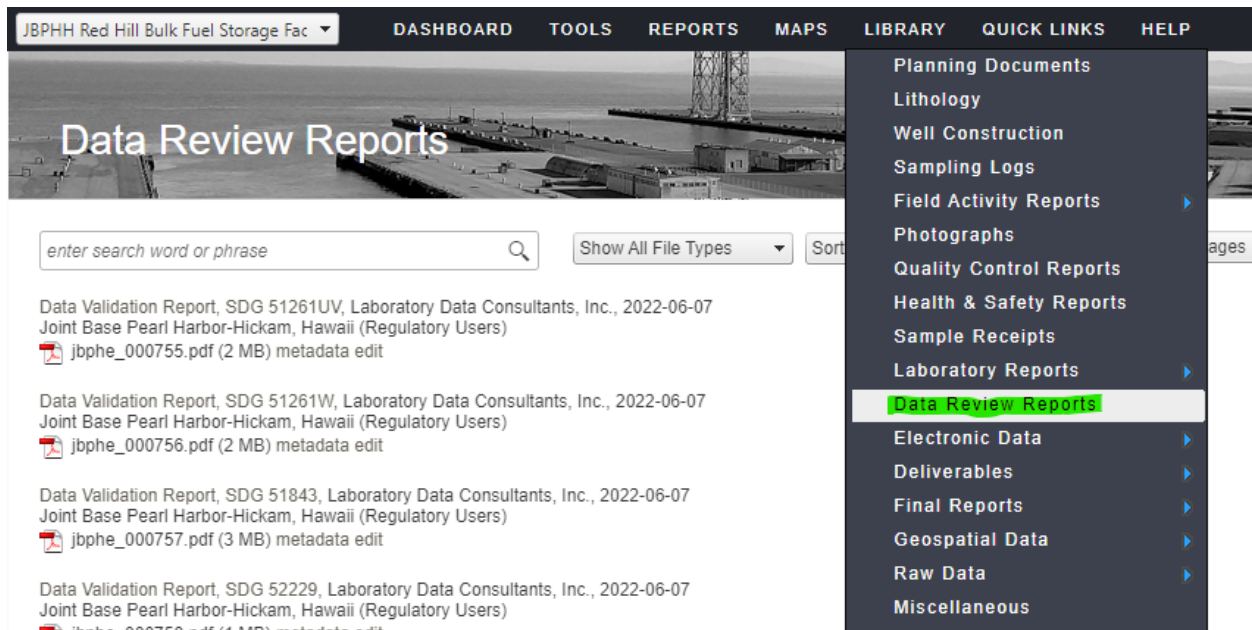 JBPHH Red Hill Bulk Fuel Storage Fac
DASHBOARD TOOLS REPORTS MAPS LIBRARY QUICK LINKS HELP
Data Review Reports
enter search word or phrase
Show All File Types
Sort
ages
Data Validation Report, SDG 51261UV, Laboratory Data Consultants, Inc., 2022-06-07
Joint Base Pearl Harbor-Hickam, Hawaii (Regulatory Users)
jbphe_000755.pdf (2 MB) metadata edit
Data Validation Report, SDG 51261W, Laboratory Data Consultants, Inc., 2022-06-07
Joint Base Pearl Harbor-Hickam, Hawaii (Regulatory Users)
jbphe_000756.pdf (2 MB) metadata edit
Data Validation Report, SDG 51843, Laboratory Data Consultants, Inc., 2022-06-07
Joint Base Pearl Harbor-Hickam, Hawaii (Regulatory Users)
jbphe_000757.pdf (3 MB) metadata edit
Data Validation Report, SDG 52229, Laboratory Data Consultants, Inc., 2022-06-07
Joint Base Pearl Harbor-Hickam, Hawaii (Regulatory Users)
Planning Documents
Lithology
Well Construction
Sampling Logs
Field Activity Reports
Photographs
Quality Control Reports
Health & Safety Reports
Sample Receipts
Laboratory Reports
Data Review Reports
Electronic Data
Deliverables
Final Reports
Geospatial Data
Raw Data
Miscellaneous